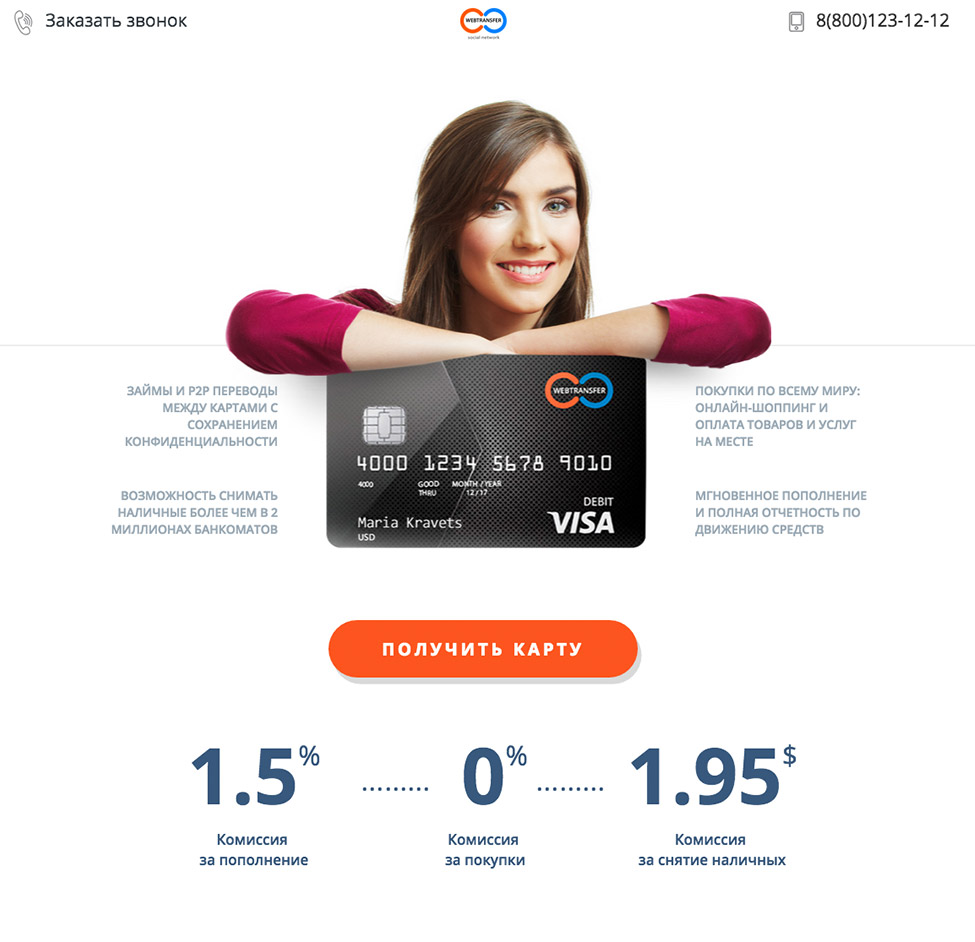 Заказать звонок
WEBTRANSFER
social network
8(800)123-12-12
ЗАЙМЫ И P2P ПЕРЕВОДЫ
МЕЖДУ КАРТАМИ С
СОХРАНЕНИЕМ
КОНФИДЕНЦИАЛЬНОСТИ
ВОЗМОЖНОСТЬ СНИМАТЬ
НАЛИЧНЫЕ БОЛЕЕ ЧЕМ В 2
МИЛЛИОНАХ БАНКОМАТОВ
WEBTRANSFER
4000 1234 5678 9010
4000
GOOD
THRU
MONTH / YEAR
12/17
DEBIT
VISA
Maria Kravets
USD
ПОКУПКИ ПО ВСЕМУ МИРУ:
ОНЛАЙН-ШОППИНГ И
ОПЛАТА ТОВАРОВ И УСЛУГ
НА МЕСТЕ
МГНОВЕННОЕ ПОПОЛНЕНИЕ
И ПОЛНАЯ ОТЧЕТНОСТЬ ПО
ДВИЖЕНИЮ СРЕДСТВ
ПОЛУЧИТЬ КАРТУ
1.5% ......... 0% ......... 1.95$
Комиссия
за пополнение
Комиссия
за покупки
Комиссия
за снятие наличных